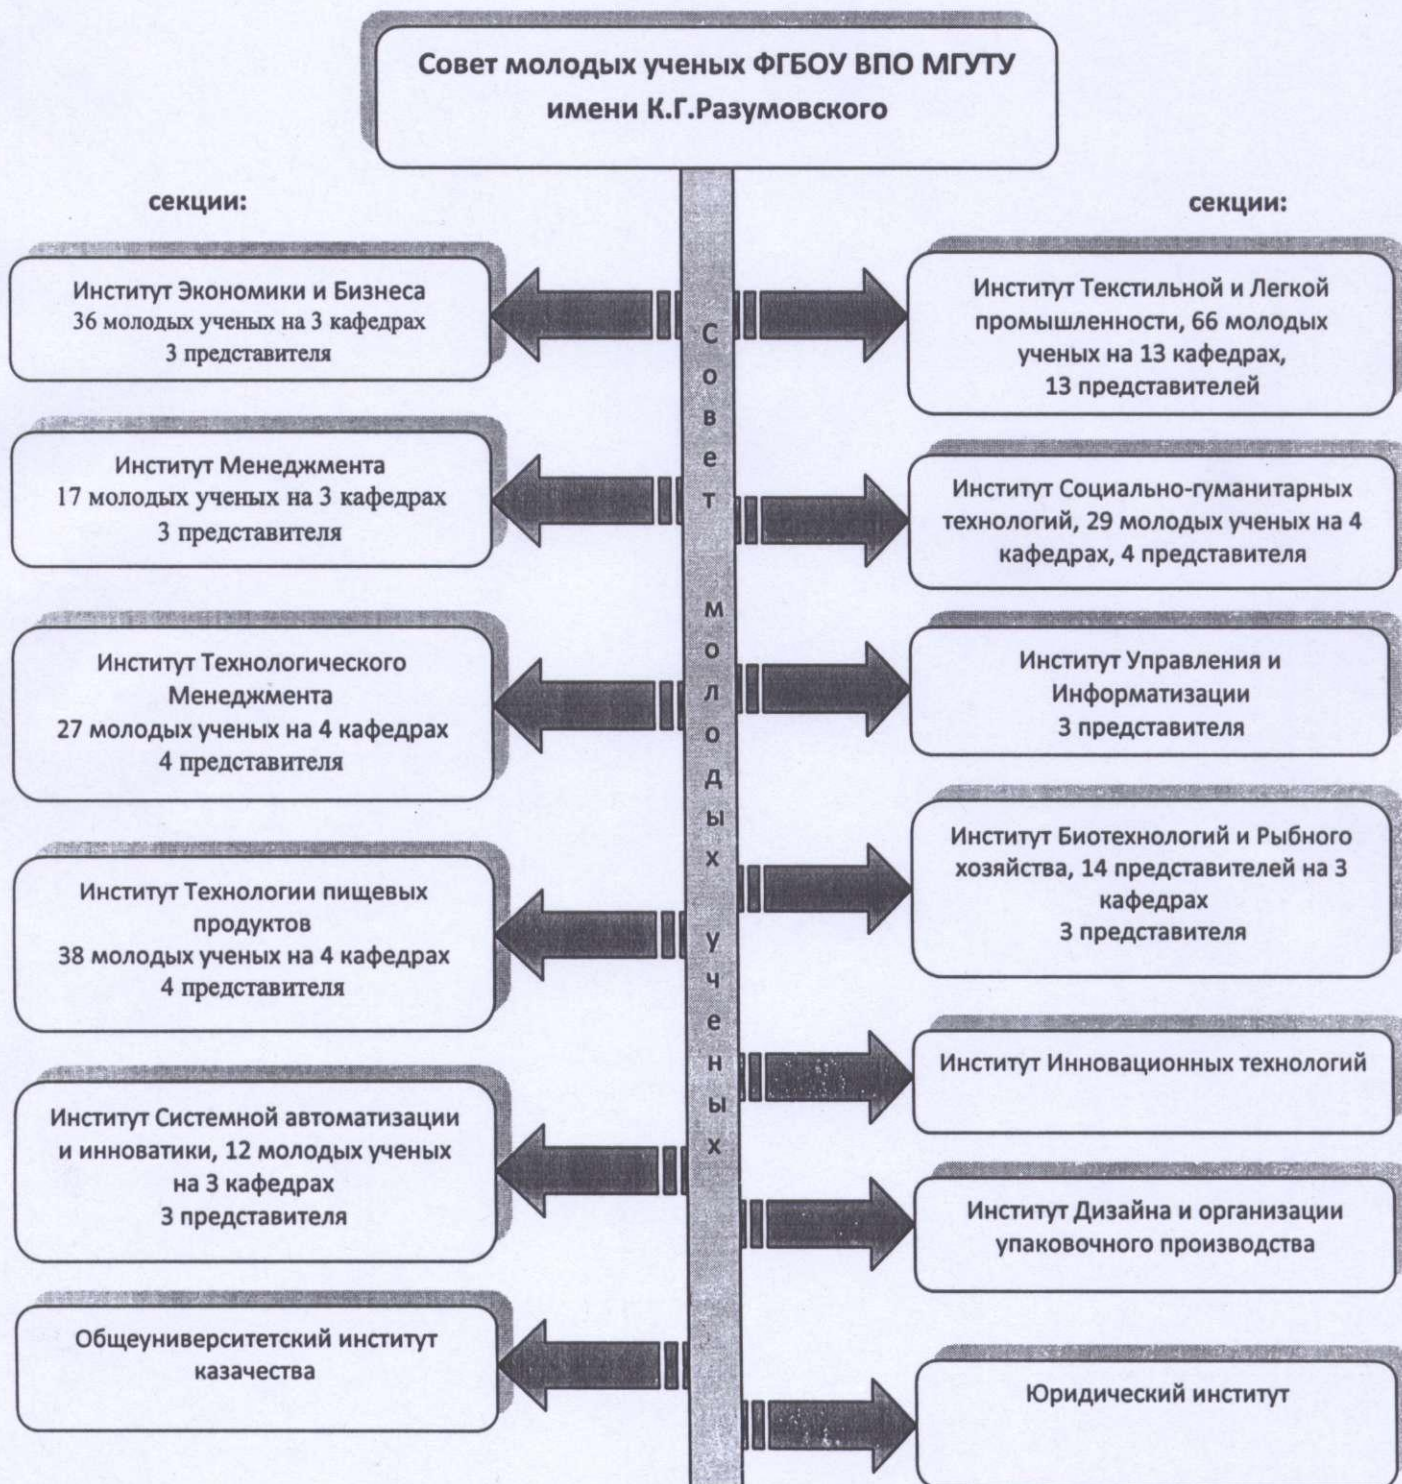 Совет молодых ученых ФГБОУ ВПО МГУТУ
имени К.Г.Разумовского
секции:
Институт Экономики и Бизнеса
36 молодых ученых на 3 кафедрах
3 представителя
Институт Менеджмента
17 молодых ученых на 3 кафедрах
3 представителя
Институт Технологического
Менеджмента
27 молодых ученых на 4 кафедрах
4 представителя
Институт Технологии пищевых
продуктов
38 молодых ученых на 4 кафедрах
4 представителя
Институт Системной автоматизации
и инноватики, 12 молодых ученых
на 3 кафедрах
3 представителя
Общеуниверситетский институт
казачества
Совет молодых ученых
секции:
Институт Текстильной и Легкой
промышленности, 66 молодых
ученых на 13 кафедрах,
13 представителей
Институт Социально-гуманитарных
технологий, 29 молодых ученых на 4
кафедрах, 4 представителя
Институт Управления и
Информатизации
3 представителя
Институт Биотехнологий и Рыбного
хозяйства, 14 представителей на 3
кафедрах
3 представителя
Институт Инновационных технологий
Институт Дизайна и организации
упаковочного производства
Юридический институт